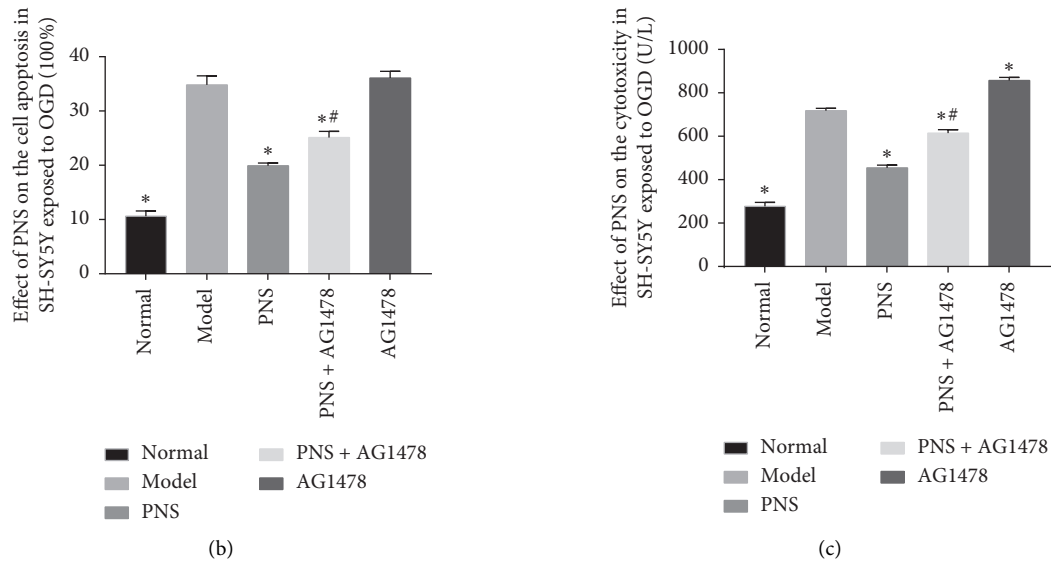 Effect of PNS on the cell apoptosis in
SH-SY5Y exposed to OGD (100%)
40
30
20
10
0
*
*
*#
Normal
Model
PNS
PNS + AG1478
AG1478
Normal
Model
PNS
PNS + AG1478
AG1478
(b)
Effect of PNS on the cytotoxicity in
SH-SY5Y exposed to OGD (U/L)
1000
800
600
400
200
0
*
*
*#
*
Normal
Model
PNS
PNS + AG1478
AG1478
Normal
Model
PNS
PNS + AG1478
AG1478
(c)